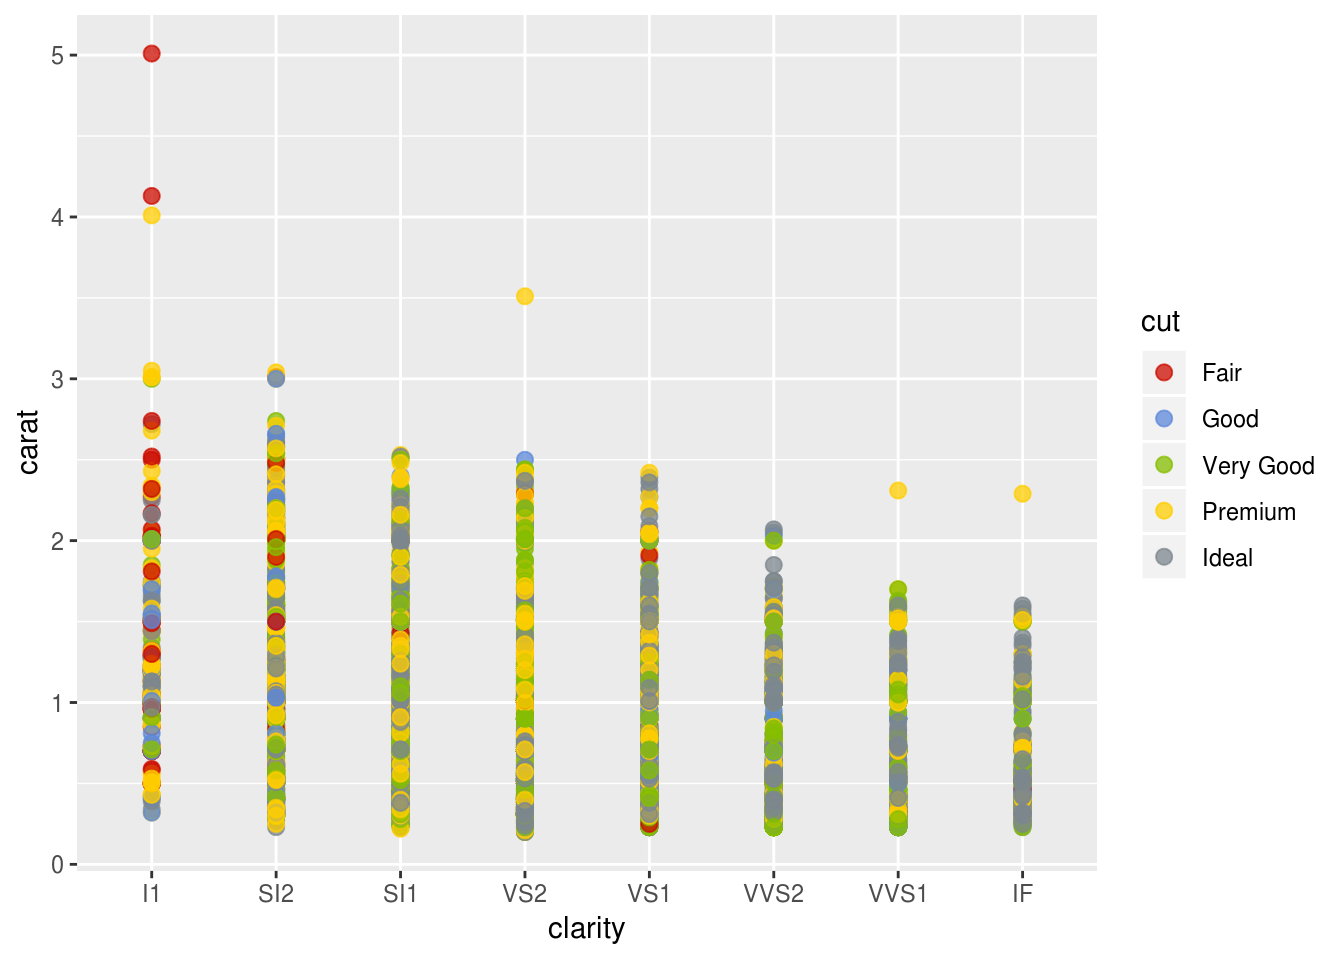 5
4
3
2
1
0
carat
I1 SI2 SI1 VS2 VS1 VVS2 VVS1 IF
clarity
cut
Fair
Good
Very Good
Premium
Ideal